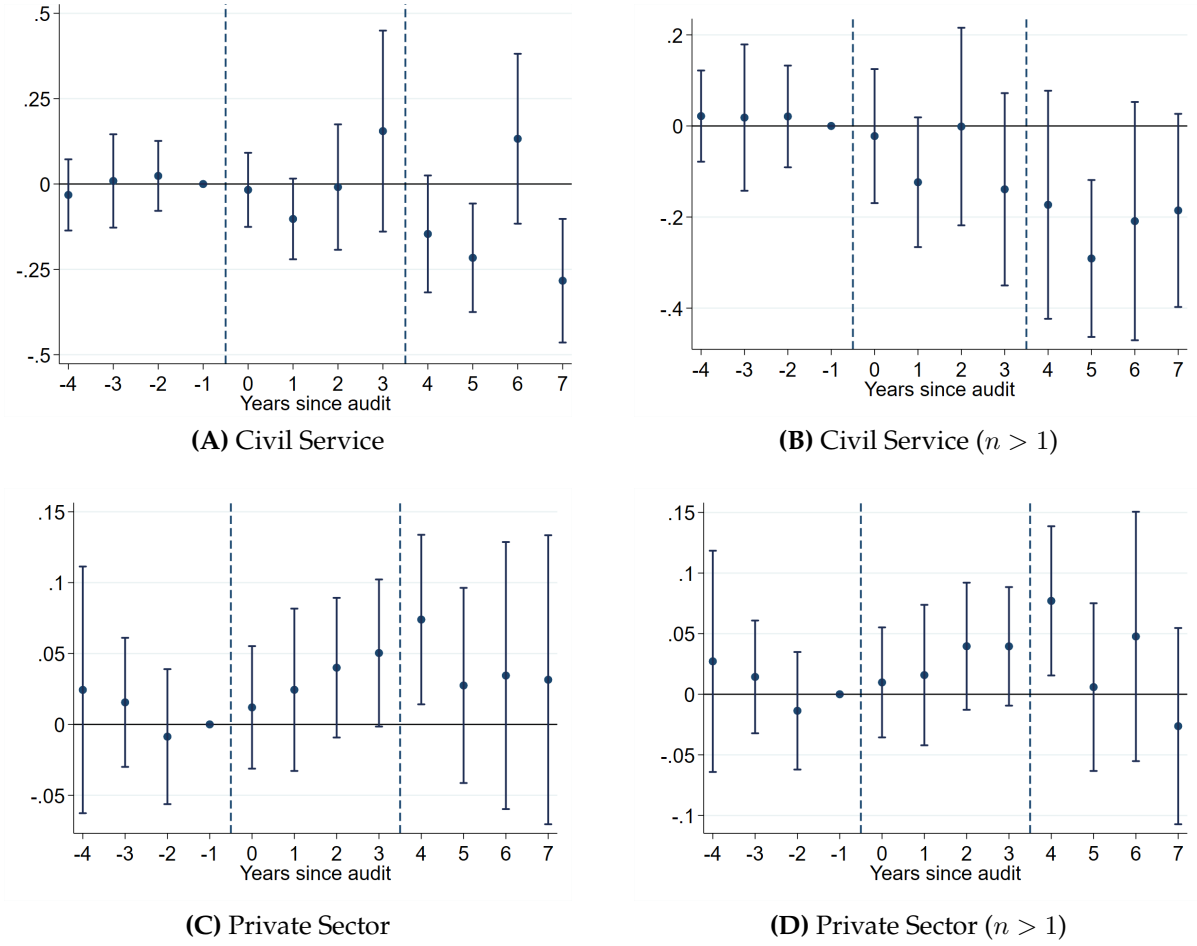 .5
.25
0
-.25
-.5
-4 -3 -2 -1 0 1 2 3 4 5 6 7
Years since audit
(A) Civil Service
.2
0
-.2
-.4
-4 -3 -2 -1 0 1 2 3 4 5 6 7
Years since audit
(B) Civil Service (n > 1)
.15
.1
.05
0
-.05
-4 -3 -2 -1 0 1 2 3 4 5 6 7
Years since audit
(C) Private Sector
.15
.1
.05
0
-.05
-.1
-4 -3 -2 -1 0 1 2 3 4 5 6 7
Years since audit
(D) Private Sector (n > 1)